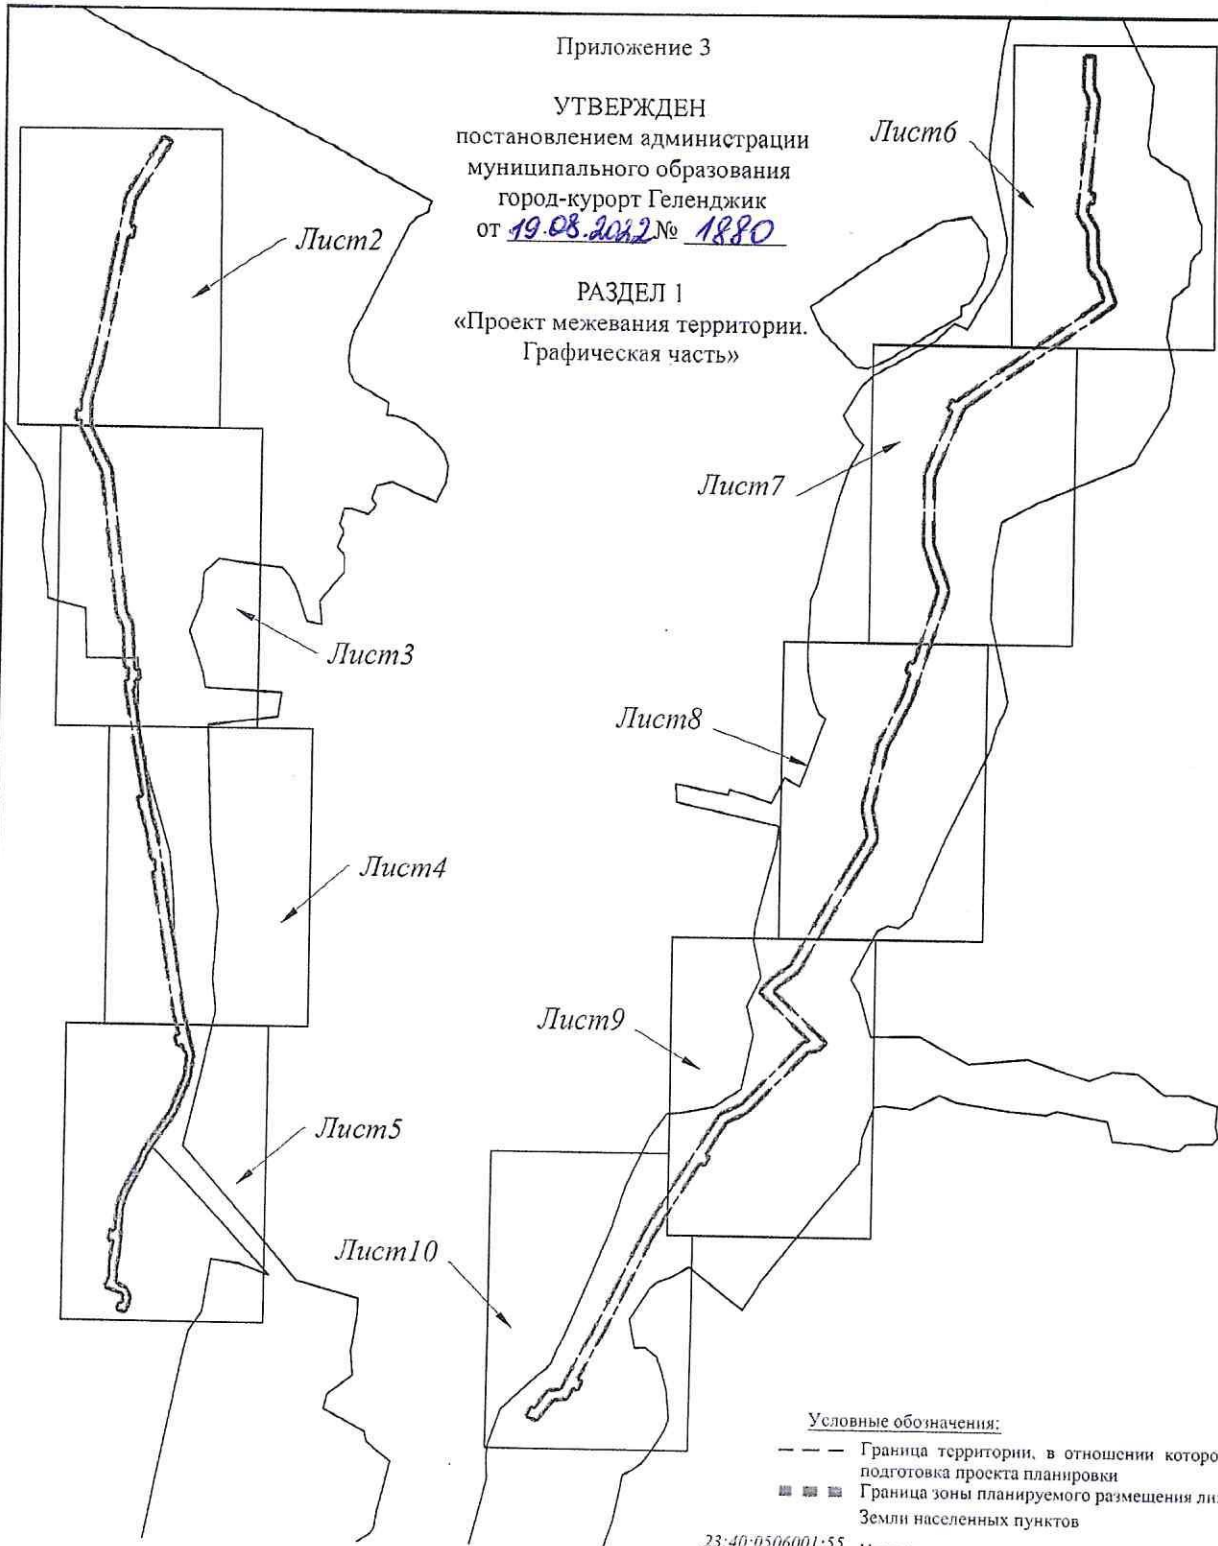 Приложение 3
УТВЕРЖДЕН
постановлением администрации
муниципального образования
город-курорт Геленджик
от 19.08.2022 № 1880
РАЗДЕЛ 1
«Проект межевания территории.
Графическая часть»
Лист2
Лист3
Лист4
Лист5
Лист6
Лист7
Лист8
Лист9
Лист10
Условные обозначения:
Граница территории, в отношении которо
подготовка проекта планировки
Граница зоны планируемого размещения ли
Земли населенных пунктов
23:40:0506001:55